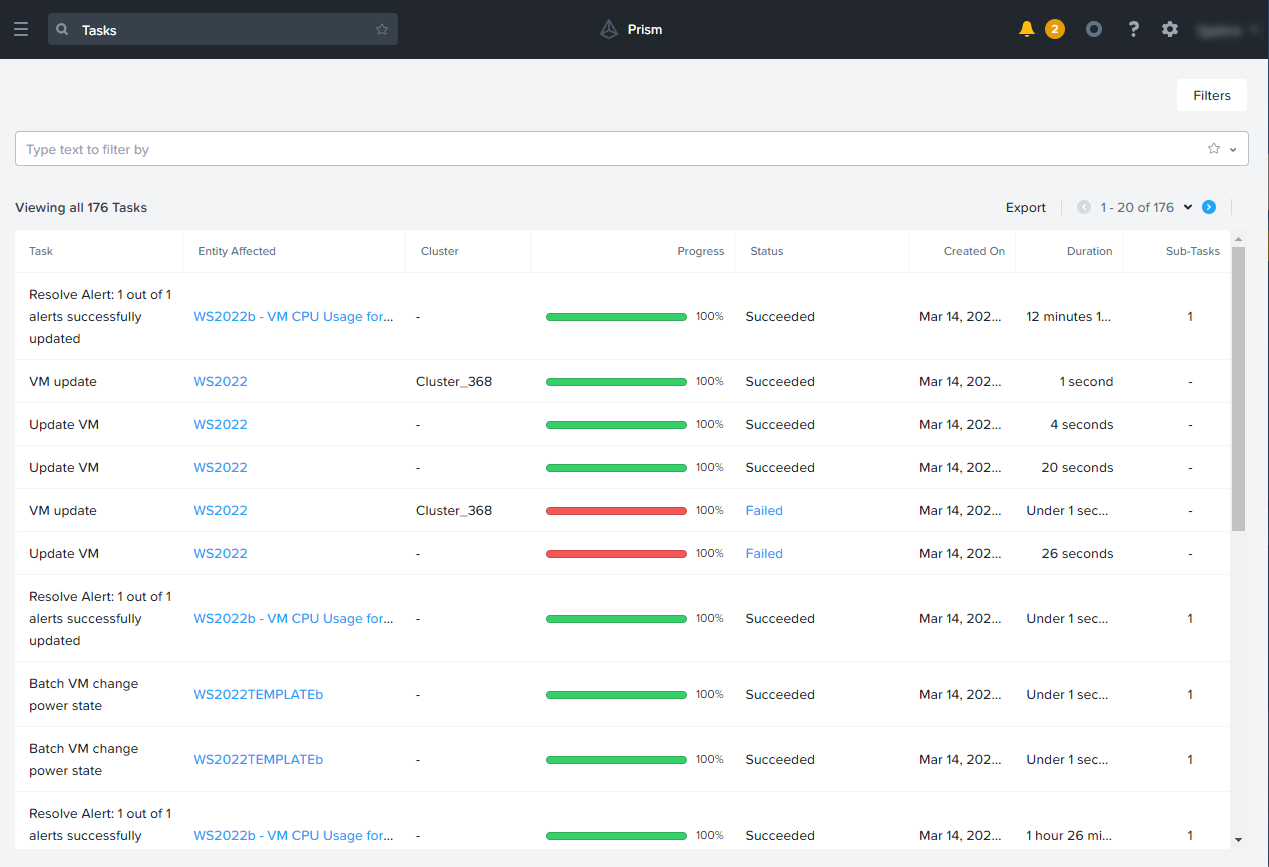 Tasks
Prism
2
?
Filters
Type text to filter by
Viewing all 176 Tasks
Export
1 - 20 of 176
Task Entity Affected Cluster Progress Status Created On Duration Sub-Tasks
Resolve Alert: 1 out of 1
alerts successfully WS2022b - VM CPU Usage for... - 100% Succeeded Mar 14, 202... 12 minutes 1... 1
updated
VM update WS2022 Cluster_368 100% Succeeded Mar 14, 202... 1 second -
Update VM WS2022 - 100% Succeeded Mar 14, 202... 4 seconds -
Update VM WS2022 - 100% Succeeded Mar 14, 202... 20 seconds -
VM update WS2022 Cluster_368 100% Failed Mar 14, 202... Under 1 sec... -
Update VM WS2022 - 100% Failed Mar 14, 202... 26 seconds -
Resolve Alert: 1 out of 1
alerts successfully WS2022b - VM CPU Usage for... - 100% Succeeded Mar 14, 202... Under 1 sec... 1
updated
Batch VM change
power state WS2022TEMPLATEb - 100% Succeeded Mar 14, 202... Under 1 sec... 1
Batch VM change
power state WS2022TEMPLATEb - 100% Succeeded Mar 14, 202... Under 1 sec... 1
Resolve Alert: 1 out of 1
alerts successfully WS2022b - VM CPU Usage for... - 100% Succeeded Mar 14, 202... 1 hour 26 mi... 1